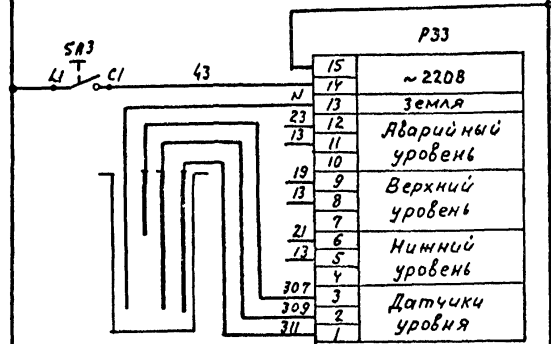 5А3
Р33
L1
C1
43
15
14
~220В
N
13
Земля
23
12
13
11
10
Аварийный
уровень
19
9
13
8
7
Верхний
уровень
21
6
13
5
4
Нижний
уровень
307
3
309
2
311
1
Датчики
уровня